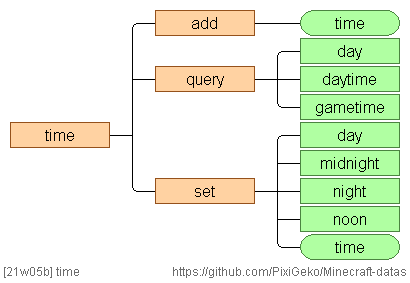 add
time
query
day
daytime
gametime
time
set
day
midnight
night
noon
time
[21w05b] time
https://github.com/PixiGeko/Minecraft-datas